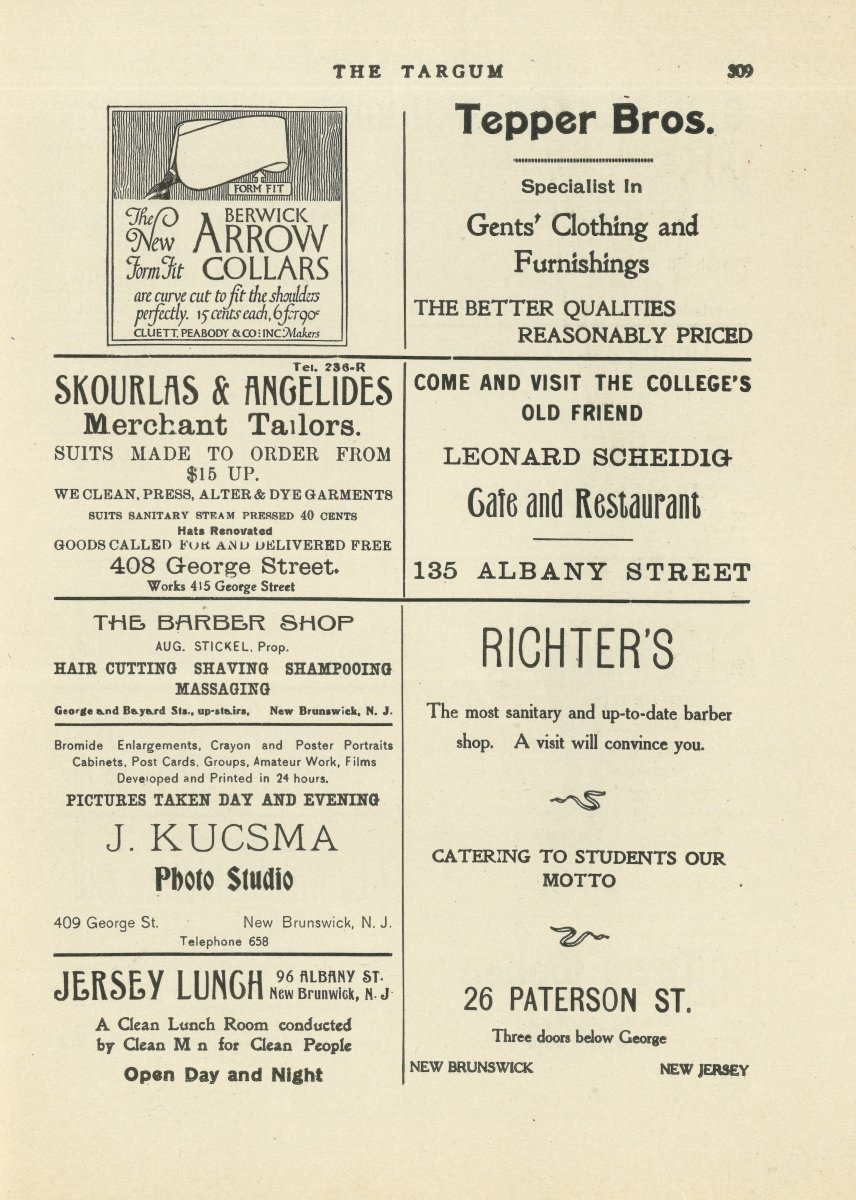 THE TARGUM 309
FORM FIT
The New Form Fit
BERWICK
ARROW
COLLARS
are curve cut to fit the shoulders
perfectly. 15 cents each, 6 for 90¢
CLUETT, PEABODY & CO: INC. Makers
Tepper Bros.
Specialist In
Gents' Clothing and
Furnishings
THE BETTER QUALITIES
REASONABLY PRICED
Tel. 236-R
SKOURLAS & ANGELIDES
Merchant Tailors.
SUITS MADE TO ORDER FROM
$15 UP.
WE CLEAN, PRESS, ALTER & DYE GARMENTS
SUITS SANITARY STEAM PRESSED 40 CENTS
Hats Renovated
GOODS CALLED FOR AND DELIVERED FREE
408 George Street.
Works 415 George Street
COME AND VISIT THE COLLEGE'S
OLD FRIEND
LEONARD SCHEIDIG
Cafe and Restaurant
135 ALBANY STREET
THE BARBER SHOP
AUG. STICKEL, Prop.
HAIR CUTTING SHAVING SHAMPOOING
MASSAGING
George and Bayard Sts., up-stairs, New Brunswick, N. J.
Bromide Enlargements, Crayon and Poster Portraits
Cabinets, Post Cards, Groups, Amateur Work, Films
Developed and Printed in 24 hours.
PICTURES TAKEN DAY AND EVENING
J. KUCSMA
Photo Studio
409 George St. New Brunswick, N. J.
Telephone 658
JERSEY LUNCH 96 ALBANY ST.
New Brunwick, N. J.
A Clean Lunch Room conducted
by Clean M n for Clean People
Open Day and Night
RICHTER'S
The most sanitary and up-to-date barber
shop. A visit will convince you.
CATERING TO STUDENTS OUR
MOTTO
26 PATERSON ST.
Three doors below George
NEW BRUNSWICK NEW JERSEY